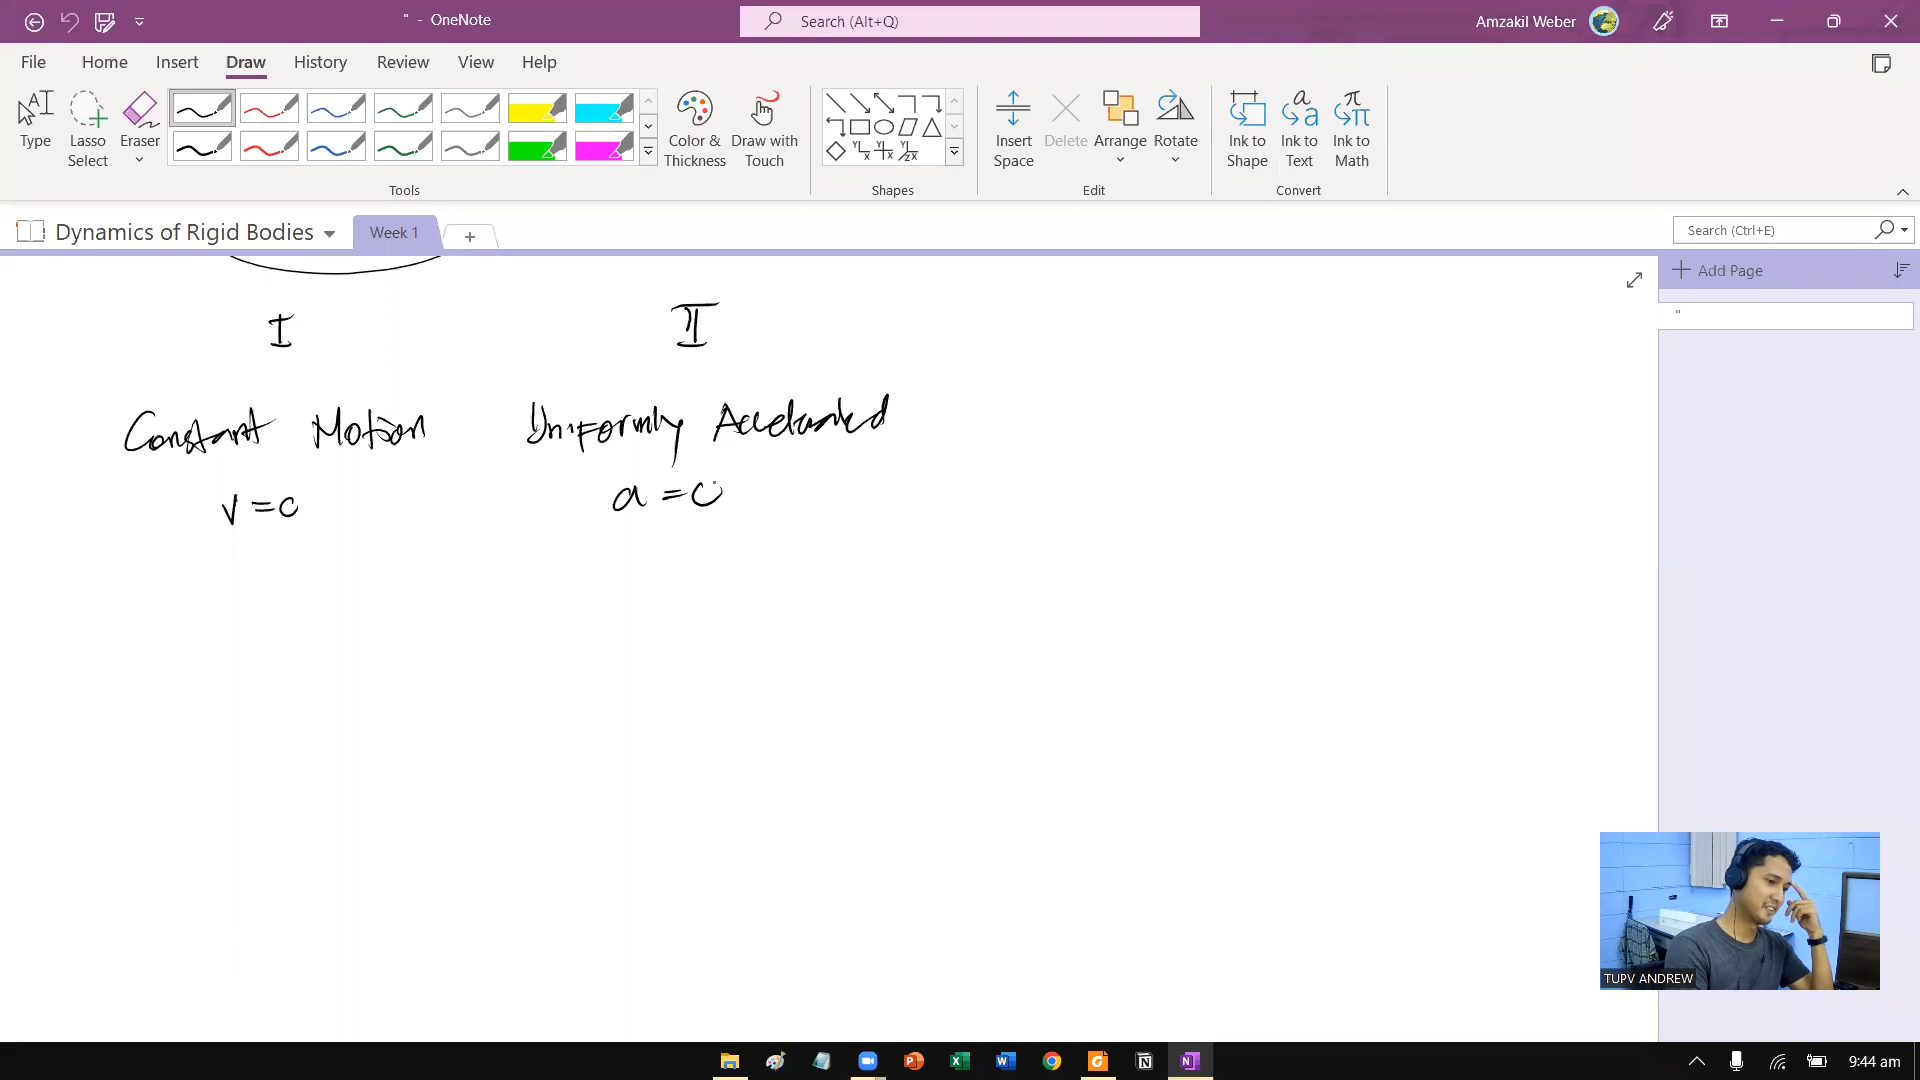 " - OneNote
Search (Alt+Q)
Amzakil Weber
File Home Insert Draw History Review View Help
Type
Lasso Select
Eraser
Color & Thickness
Draw with Touch
Insert Space
Delete
Arrange
Rotate
Ink to Shape
Ink to Text
Ink to Math
Tools
Shapes
Edit
Convert
Dynamics of Rigid Bodies
Week 1
Search (Ctrl+E)
Add Page
"
I
II
Constant Motion
Uniformly Accelerated
v = c
a = c
TUPV ANDREW
9:44 am